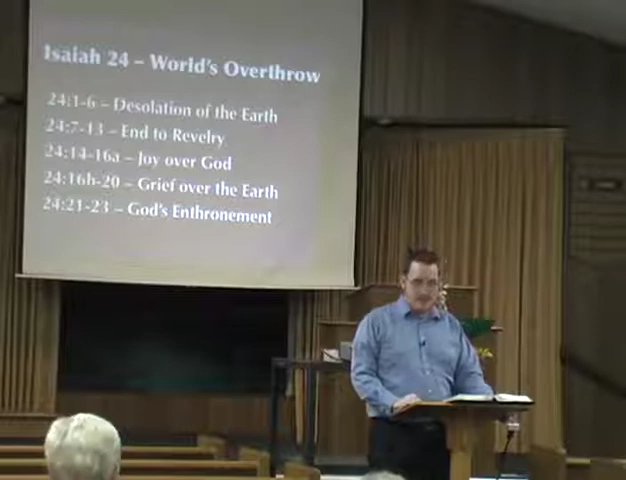 Isaiah 24 – World's Overthrow
24:1-6 – Desolation of the Earth
24:7-13 – End to Revelry
24:14-16a – Joy over God
24:16b-20 – Grief over the Earth
24:21-23 – God's Enthronement